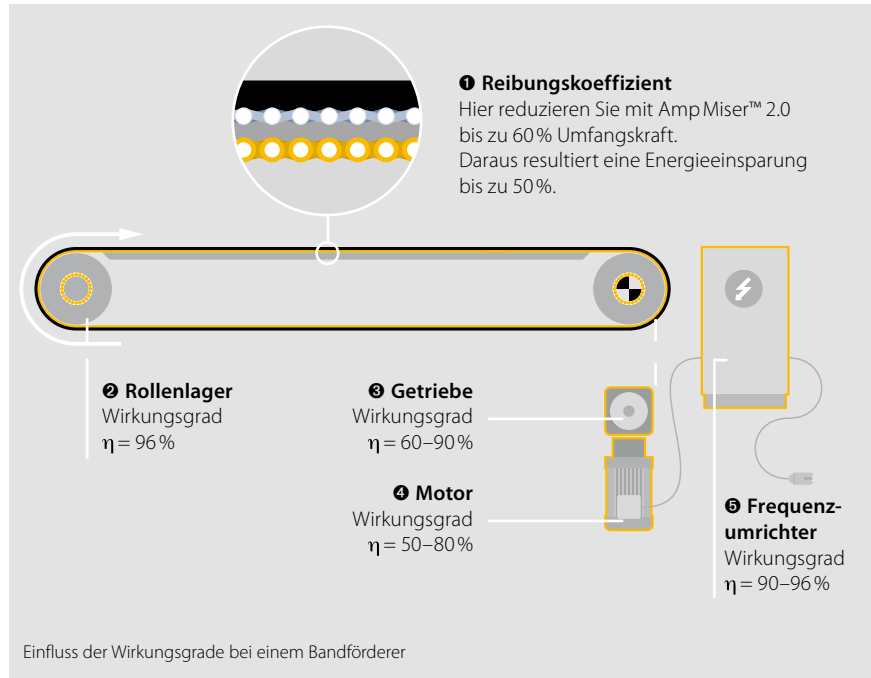 ❶ Reibungskoeffizient
Hier reduzieren Sie mit Amp Miser™ 2.0
bis zu 60 % Umfangskraft.
Daraus resultiert eine Energieeinsparung
bis zu 50 %.
❷ Rollenlager
Wirkungsgrad
η = 96 %
❸ Getriebe
Wirkungsgrad
η = 60–90 %
❹ Motor
Wirkungsgrad
η = 50–80 %
❺ Frequenz-
umrichter
Wirkungsgrad
η = 90–96 %
Einfluss der Wirkungsgrade bei einem Bandförderer